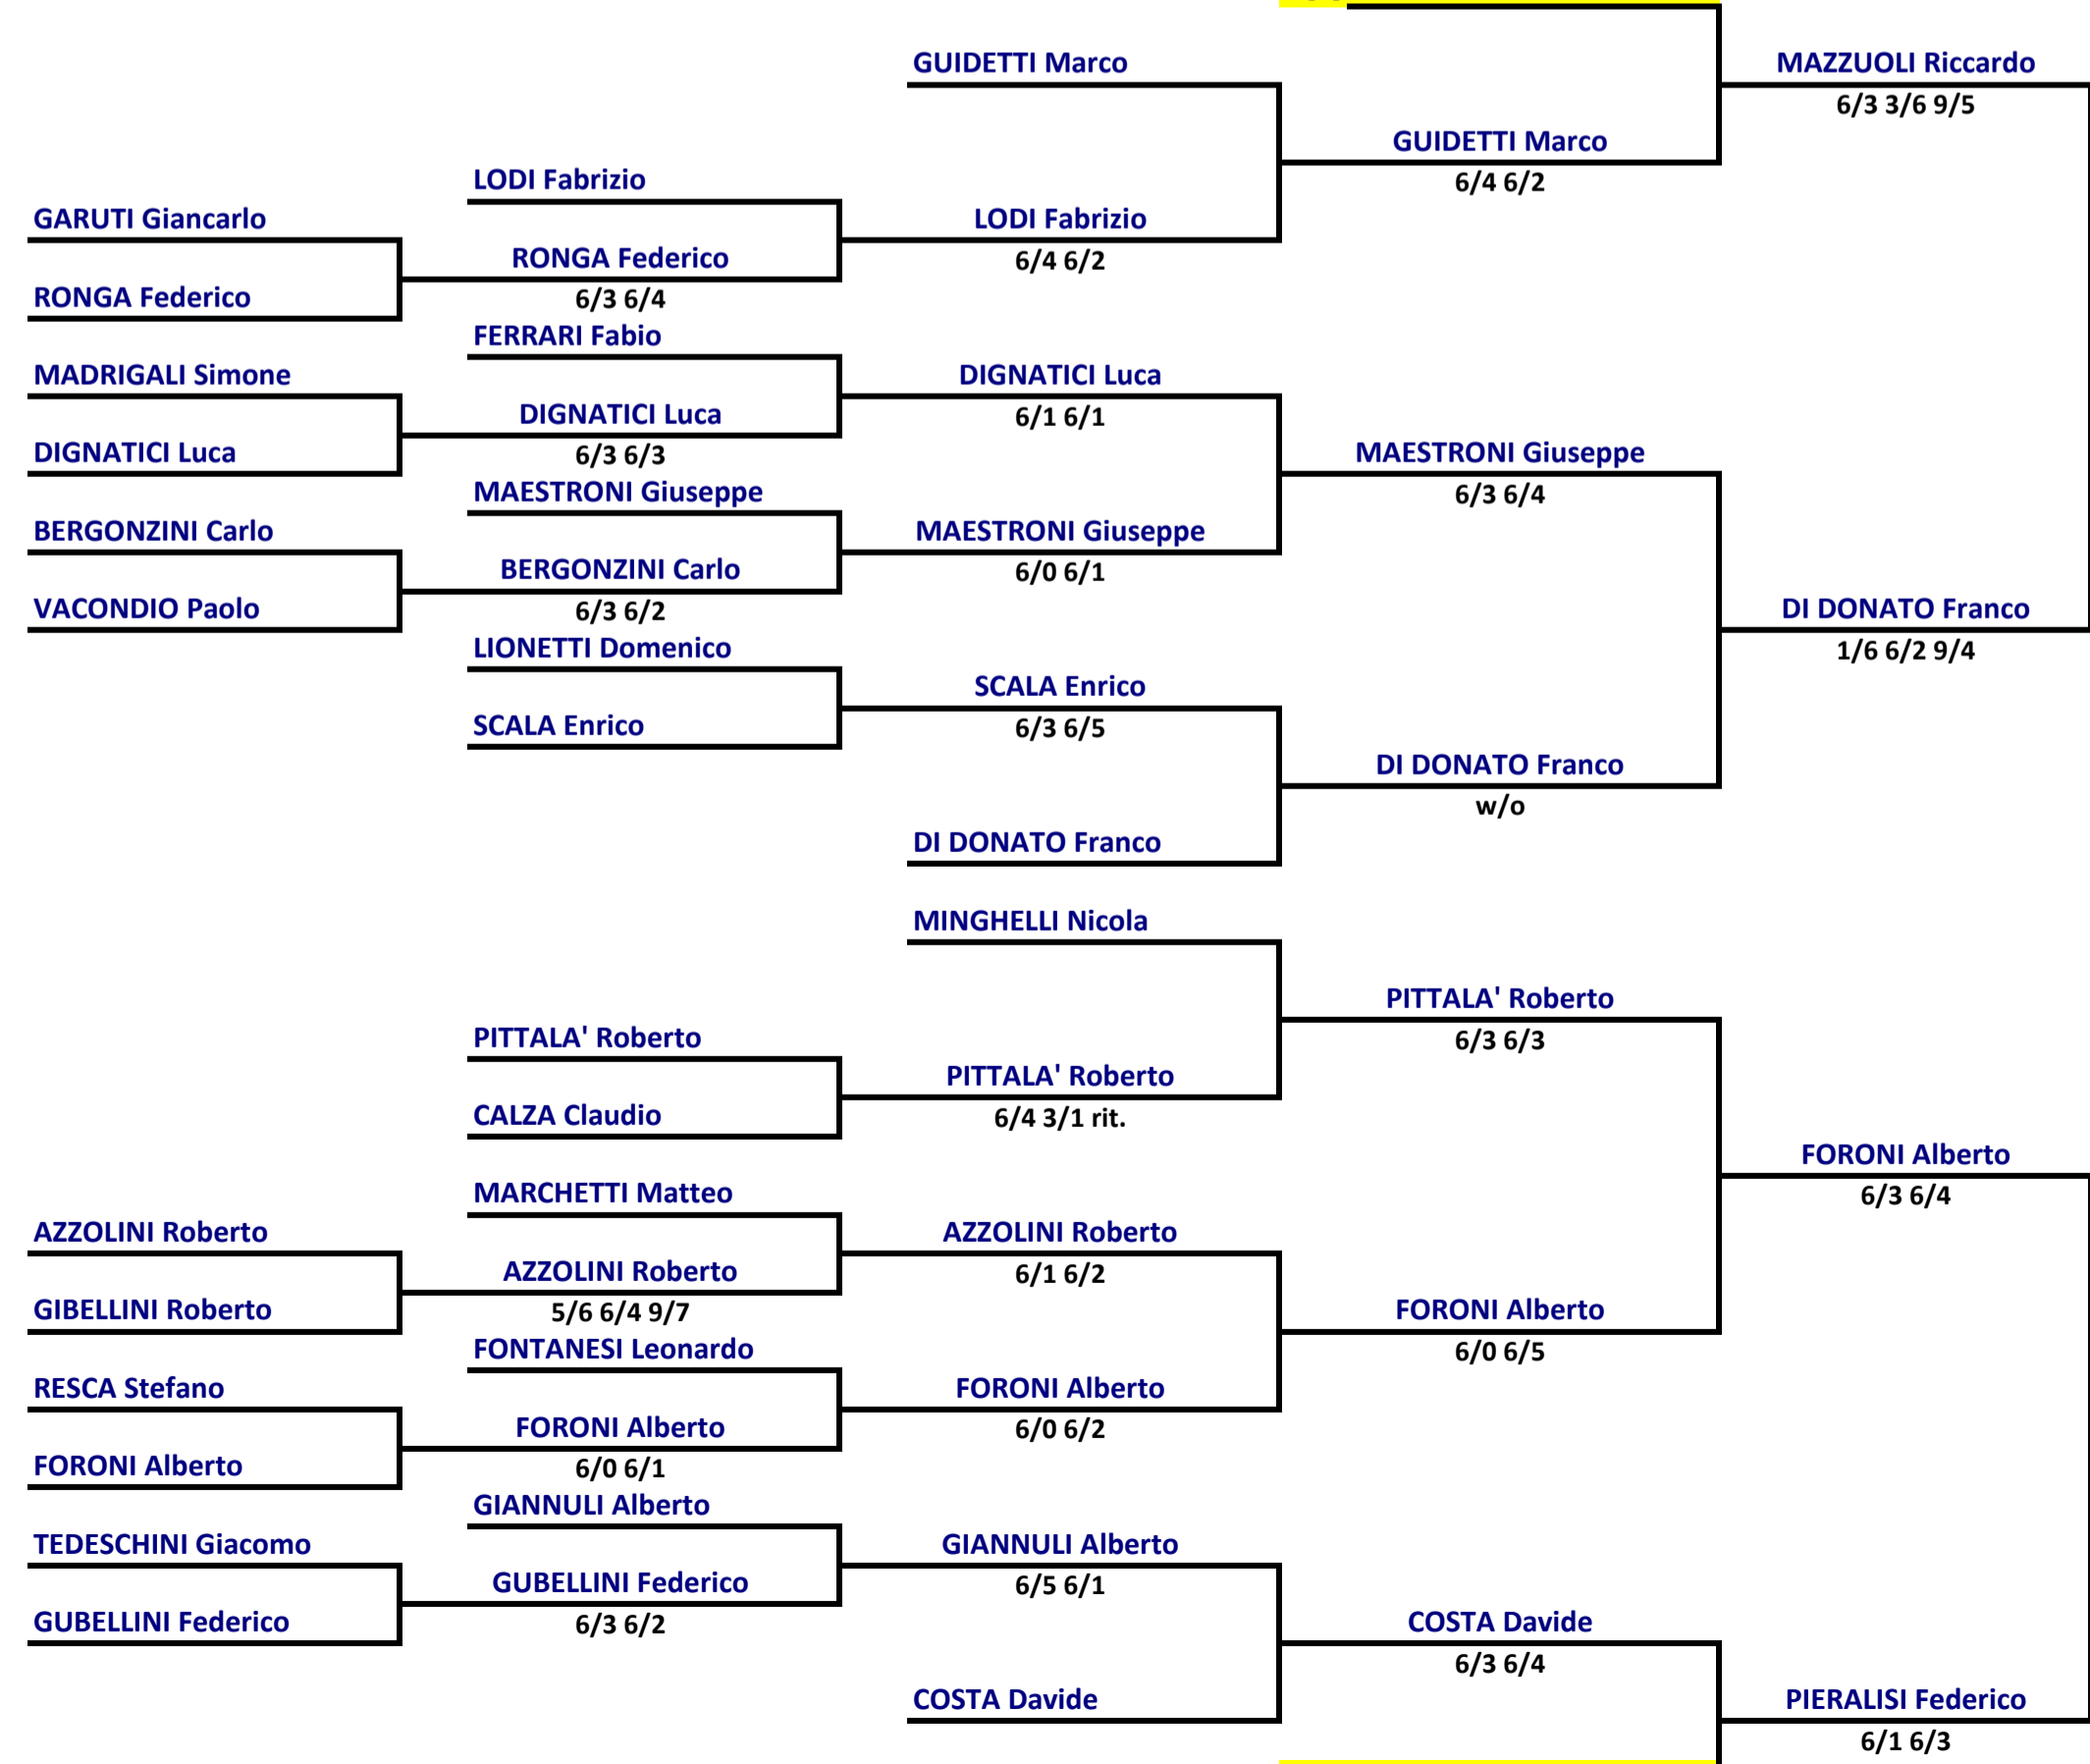 GUIDETTI Marco
MAZZUOLI Riccardo
6/3 3/6 9/5
GUIDETTI Marco
6/4 6/2
LODI Fabrizio
GARUTI Giancarlo
LODI Fabrizio
6/4 6/2
RONGA Federico
6/3 6/4
RONGA Federico
FERRARI Fabio
MADRIGALI Simone
DIGNATICI Luca
6/1 6/1
DIGNATICI Luca
6/3 6/3
DIGNATICI Luca
MAESTRONI Giuseppe
6/3 6/4
MAESTRONI Giuseppe
BERGONZINI Carlo
MAESTRONI Giuseppe
6/0 6/1
BERGONZINI Carlo
6/3 6/2
VACONDIO Paolo
DI DONATO Franco
1/6 6/2 9/4
LIONETTI Domenico
SCALA Enrico
6/3 6/5
SCALA Enrico
DI DONATO Franco
w/o
DI DONATO Franco
MINGHELLI Nicola
PITTALA' Roberto
6/3 6/3
PITTALA' Roberto
PITTALA' Roberto
6/4 3/1 rit.
CALZA Claudio
FORONI Alberto
6/3 6/4
MARCHETTI Matteo
AZZOLINI Roberto
AZZOLINI Roberto
6/1 6/2
AZZOLINI Roberto
5/6 6/4 9/7
GIBELLINI Roberto
FORONI Alberto
6/0 6/5
FONTANESI Leonardo
RESCA Stefano
FORONI Alberto
6/0 6/2
FORONI Alberto
6/0 6/1
FORONI Alberto
GIANNULI Alberto
TEDESCHINI Giacomo
GIANNULI Alberto
6/5 6/1
GUBELLINI Federico
6/3 6/2
GUBELLINI Federico
COSTA Davide
6/3 6/4
COSTA Davide
PIERALISI Federico
6/1 6/3